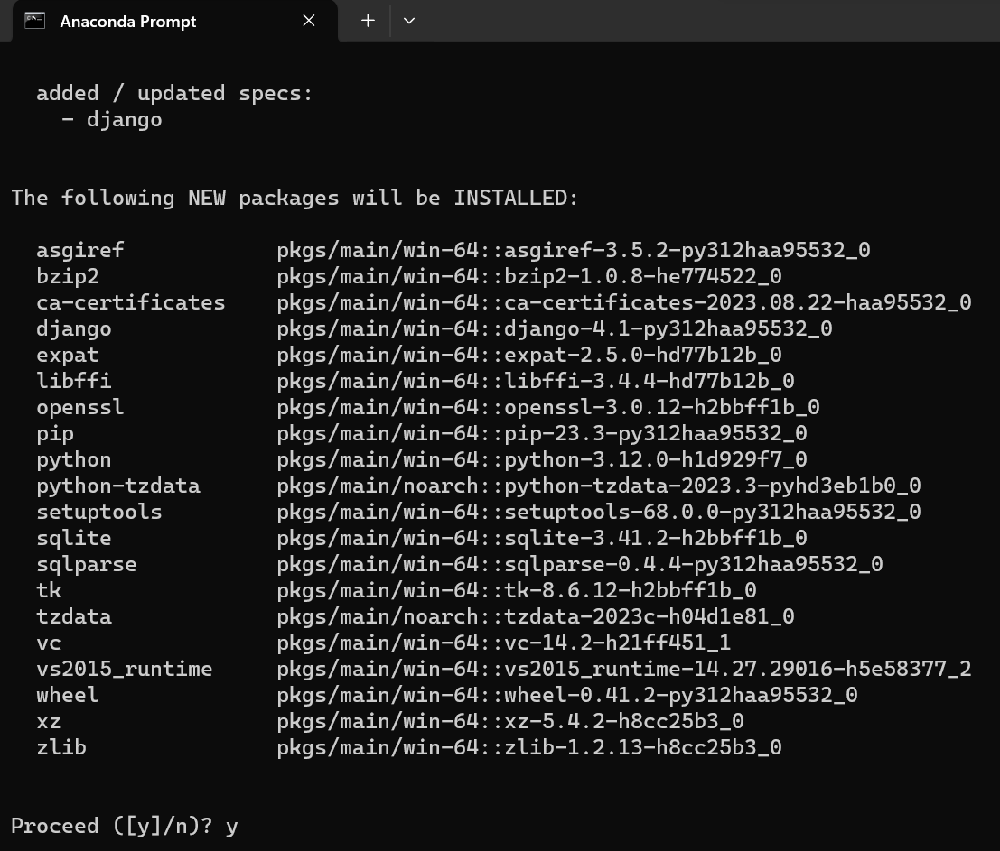 Anaconda Prompt
added / updated specs:
- django
The following NEW packages will be INSTALLED:
asgiref pkgs/main/win-64::asgiref-3.5.2-py312haa95532_0
bzip2 pkgs/main/win-64::bzip2-1.0.8-he774522_0
ca-certificates pkgs/main/win-64::ca-certificates-2023.08.22-haa95532_0
django pkgs/main/win-64::django-4.1-py312haa95532_0
expat pkgs/main/win-64::expat-2.5.0-hd77b12b_0
libffi pkgs/main/win-64::libffi-3.4.4-hd77b12b_0
openssl pkgs/main/win-64::openssl-3.0.12-h2bbff1b_0
pip pkgs/main/win-64::pip-23.3-py312haa95532_0
python pkgs/main/win-64::python-3.12.0-h1d929f7_0
python-tzdata pkgs/main/noarch::python-tzdata-2023.3-pyhd3eb1b0_0
setuptools pkgs/main/win-64::setuptools-68.0.0-py312haa95532_0
sqlite pkgs/main/win-64::sqlite-3.41.2-h2bbff1b_0
sqlparse pkgs/main/win-64::sqlparse-0.4.4-py312haa95532_0
tk pkgs/main/win-64::tk-8.6.12-h2bbff1b_0
tzdata pkgs/main/noarch::tzdata-2023c-h04d1e81_0
vc pkgs/main/win-64::vc-14.2-h21ff451_1
vs2015_runtime pkgs/main/win-64::vs2015_runtime-14.27.29016-h5e58377_2
wheel pkgs/main/win-64::wheel-0.41.2-py312haa95532_0
xz pkgs/main/win-64::xz-5.4.2-h8cc25b3_0
zlib pkgs/main/win-64::zlib-1.2.13-h8cc25b3_0
Proceed ([y]/n)? y